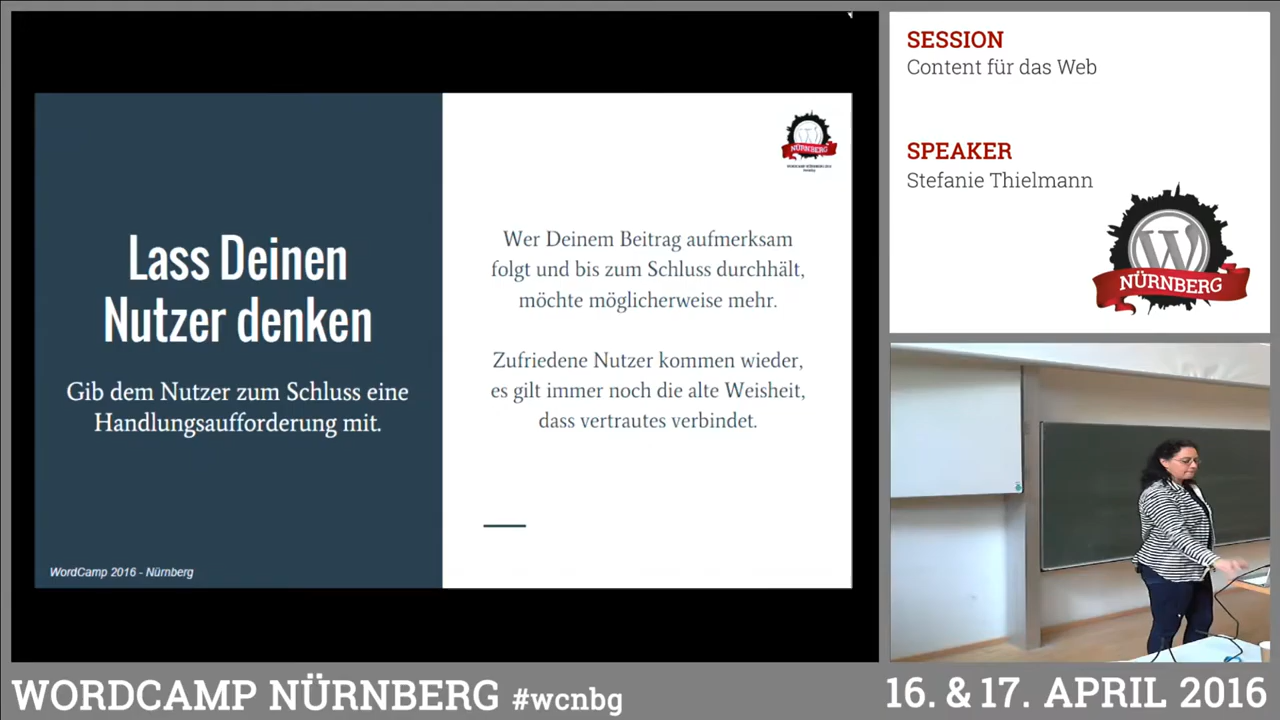 Lass Deinen
Nutzer denken
Gib dem Nutzer zum Schluss eine
Handlungsaufforderung mit.
WordCamp 2016 - Nürnberg
NÜRNBERG
WORDCAMP NÜRNBERG 2016
Wer Deinem Beitrag aufmerksam
folgt und bis zum Schluss durchhält,
möchte möglicherweise mehr.
Zufriedene Nutzer kommen wieder,
es gilt immer noch die alte Weisheit,
dass vertrautes verbindet.
SESSION
Content für das Web
SPEAKER
Stefanie Thielmann
W
NÜRNBERG
WORDCAMP NÜRNBERG #wcnbg
16. & 17. APRIL 2016